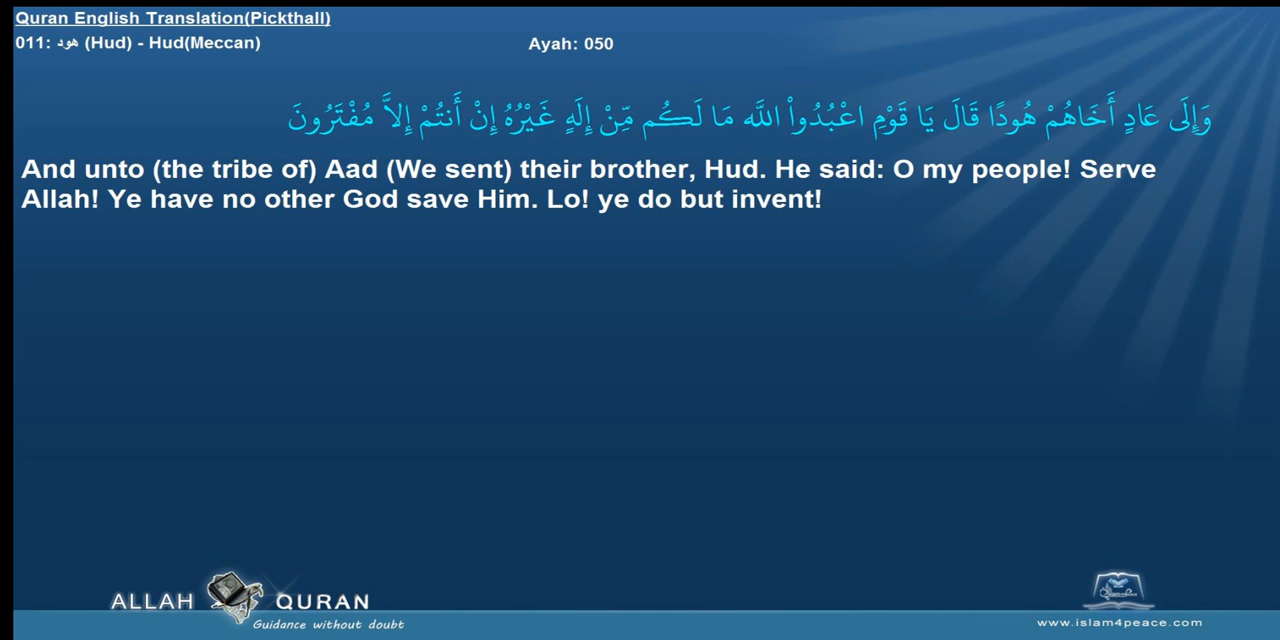 Quran English Translation(Pickthall)
011: هود (Hud) - Hud(Meccan) Ayah: 050
وَإِلَى عَادٍ أَخَاهُمْ هُودًا قَالَ يَا قَوْمِ اعْبُدُواْ اللَّه مَا لَكُم مِّنْ إِلَهٍ غَيْرُهُ إِنْ أَنتُمْ إِلاَّ مُفْتَرُونَ
And unto (the tribe of) Aad (We sent) their brother, Hud. He said: O my people! Serve
Allah! Ye have no other God save Him. Lo! ye do but invent!
ALLAH QURAN
Guidance without doubt
www.islam4peace.com